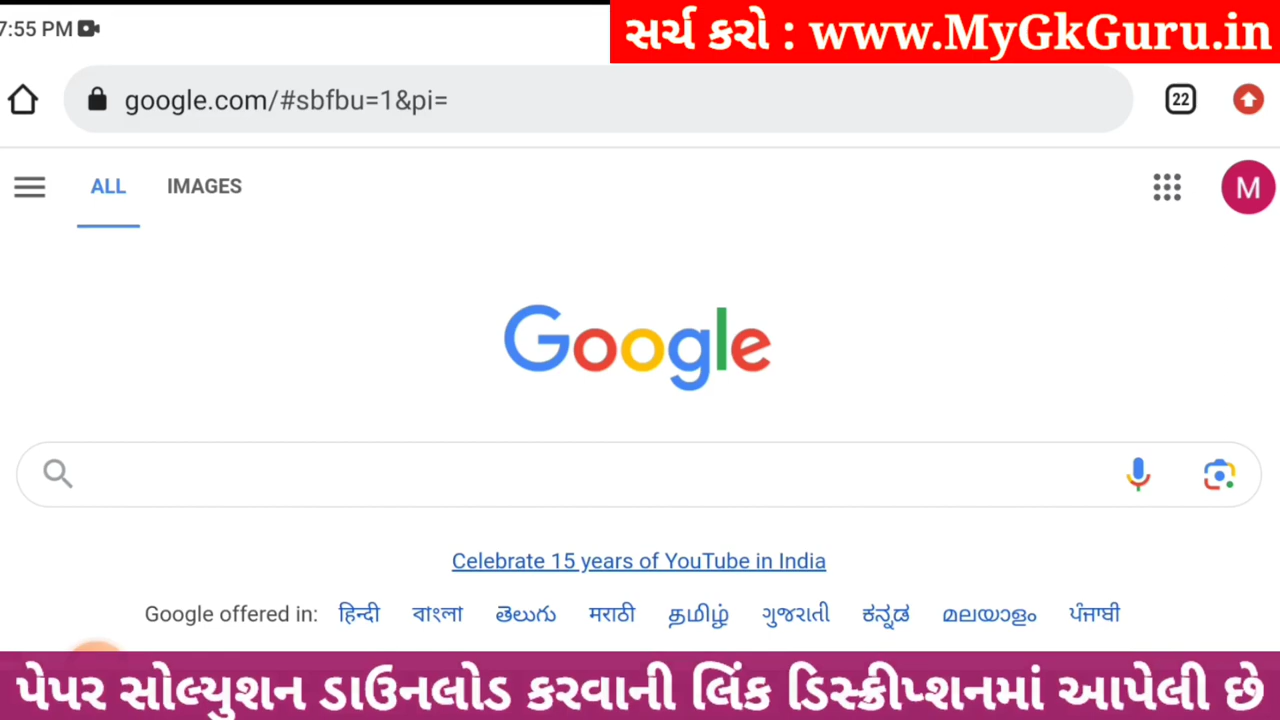 7:55 PM
સર્ચ કરો : www.MyGkGuru.in
google.com/#sbfbu=1&pi=
22
ALL IMAGES
M
Google
Celebrate 15 years of YouTube in India
Google offered in: हिन्दी বাংলা తెలుగు मराठी தமிழ் ગુજરાતી ಕನ್ನಡ മലയാളം ਪੰਜਾਬੀ
પેપર સોલ્યુશન ડાઉનલોડ કરવાની લિંક ડિસ્ક્રીપ્શનમાં આપેલી છે